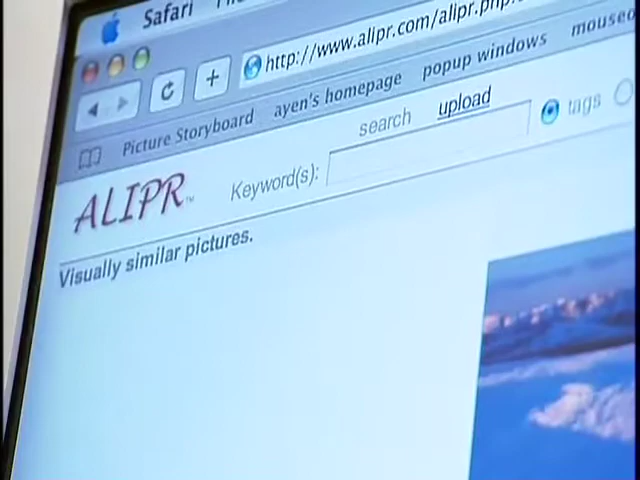 Safari
http://www.alipr.com/alipr.php
Picture Storyboard ayen's homepage popup windows
search upload
ALIPR™ Keyword(s): tags
Visually similar pictures.